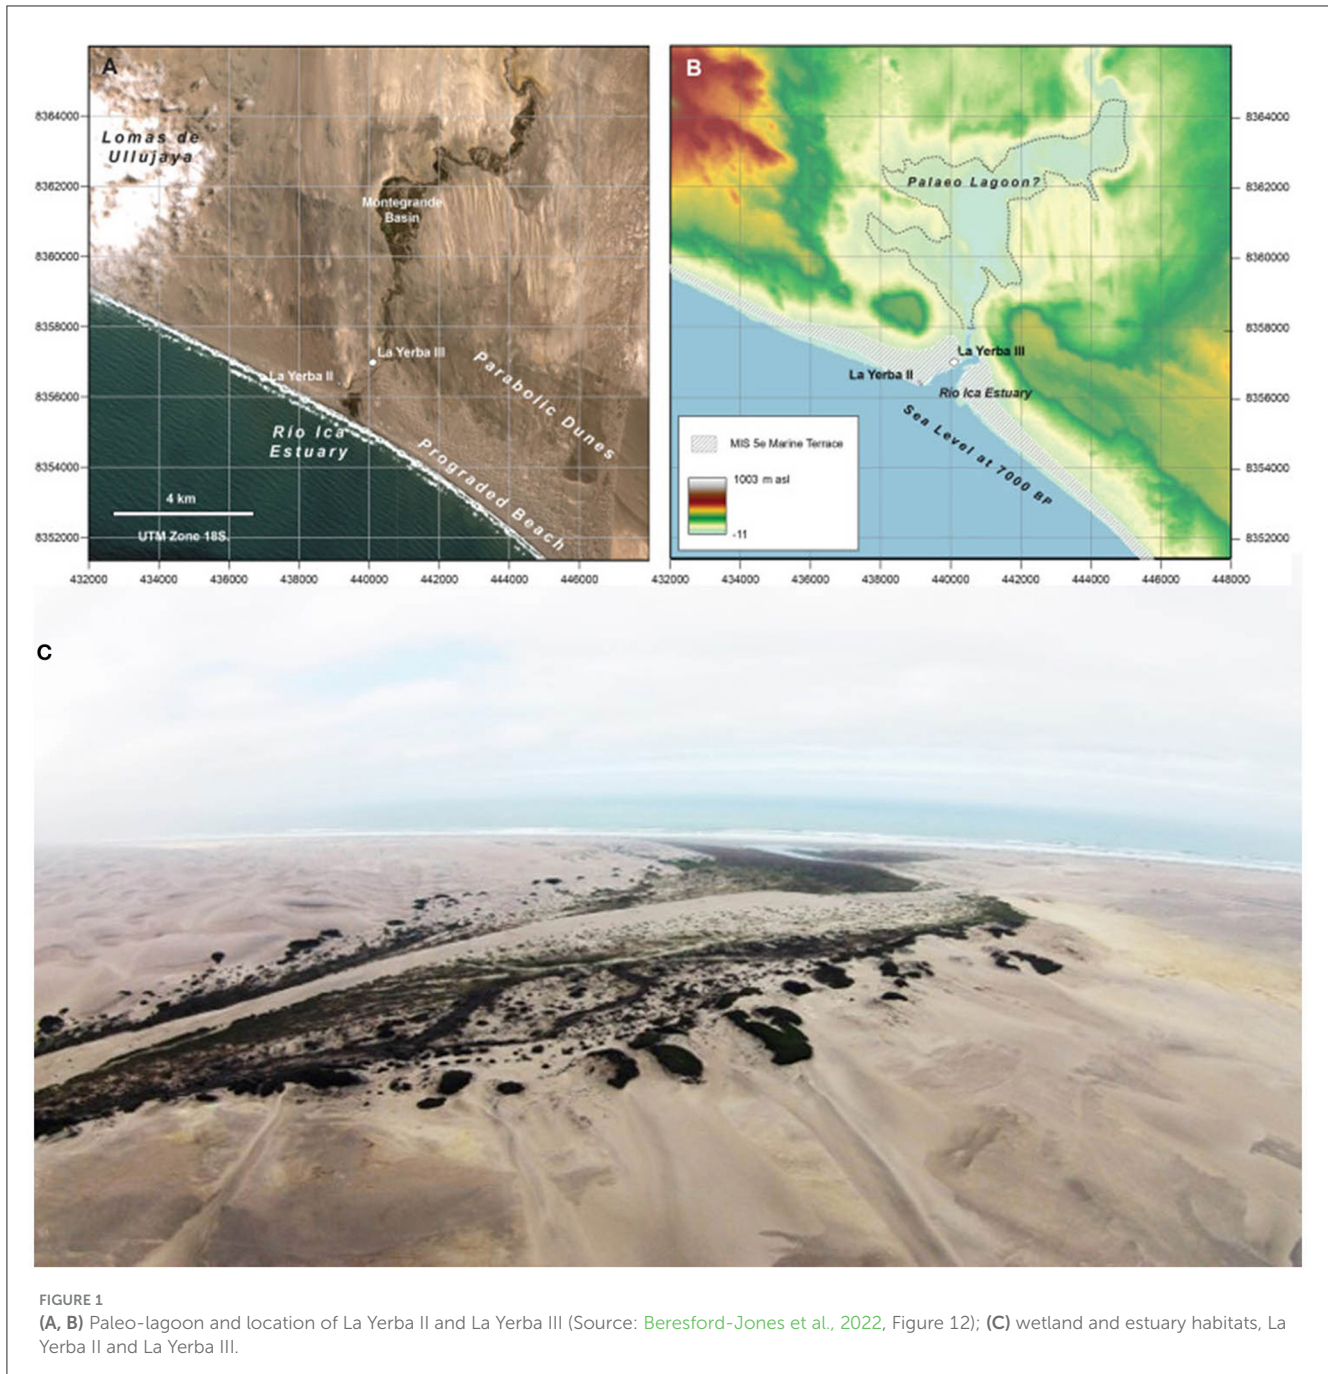 A
8364000
8362000
8360000
8358000
8356000
8354000
8352000
Lomas de
Ullujaya
Montegrande
Basin
La Yerba III
La Yerba II
Parabolic Dunes
Río Ica
Estuary
Prograded Beach
4 km
UTM Zone 18S.
432000 434000 436000 438000 440000 442000 444000 446000
B
Palaeo Lagoon?
La Yerba III
La Yerba II
Río Ica Estuary
Sea Level at 7000 BP
MIS 5e Marine Terrace
1003 m asl
-11
8364000
8362000
8360000
8358000
8356000
8354000
8352000
432000 434000 436000 438000 440000 442000 444000 446000 448000
C
FIGURE 1
(A, B) Paleo-lagoon and location of La Yerba II and La Yerba III (Source: Beresford-Jones et al., 2022, Figure 12); (C) wetland and estuary habitats, La
Yerba II and La Yerba III.